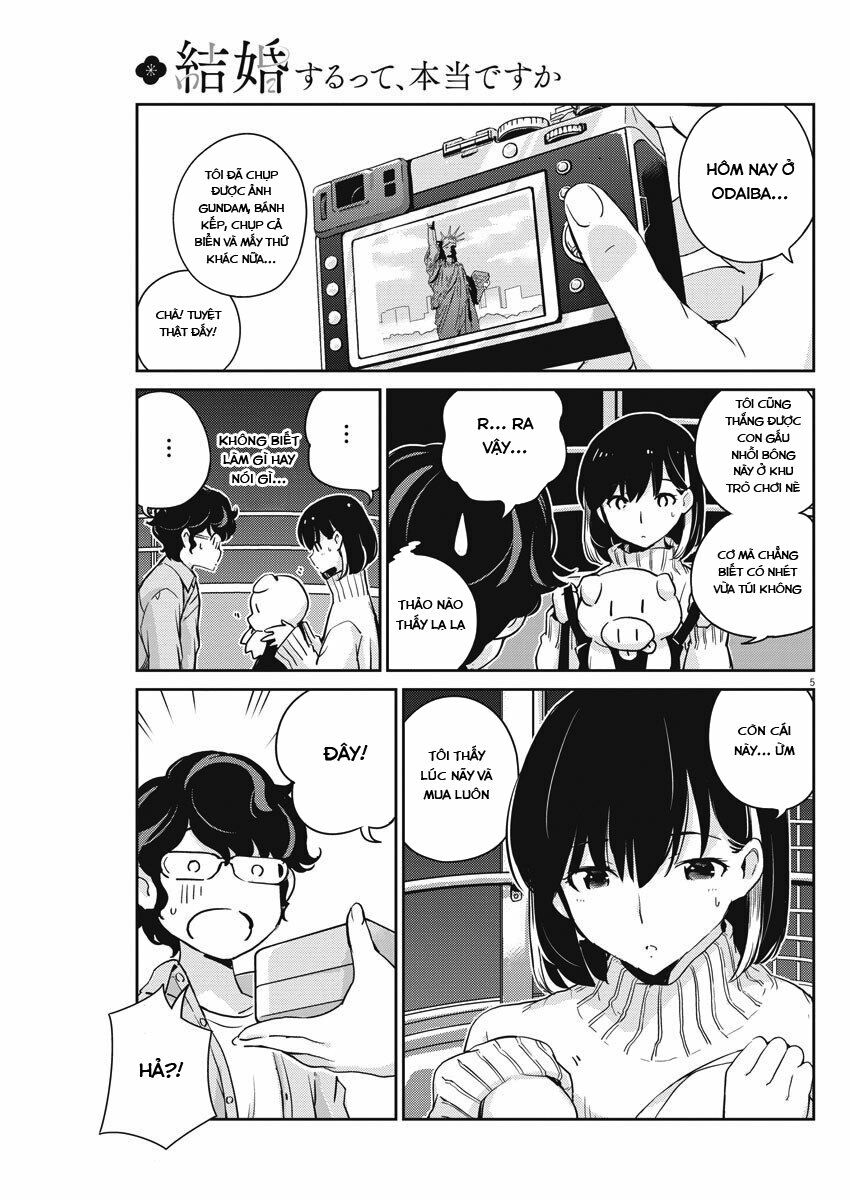 結婚するって、本当ですか
HÔM NAY Ở
ODAIBA...
TÔI ĐÃ CHỤP
ĐƯỢC ẢNH
GUNDAM, BÁNH
KẾP, CHỤP CẢ
BIỂN VÀ MẤY THỨ
KHÁC NỮA...
CHÀ! TUYỆT
THẬT ĐẤY!
TÔI CŨNG
THẮNG ĐƯỢC
CON GẤU
NHỒI BÔNG
NÀY Ở KHU
TRÒ CHƠI NÈ
CƠ MÀ CHẲNG
BIẾT CÓ NHÉT
VỪA TÚI KHÔNG
R... RA
VẬY...
THẢO NÀO
THẤY LẠ LẠ
...
KHÔNG BIẾT
LÀM GÌ HAY
NÓI GÌ...
...
5
CÒN CÁI
NÀY... ỪM
TÔI THẤY
LÚC NÃY VÀ
MUA LUÔN
ĐÂY!
HẢ?!